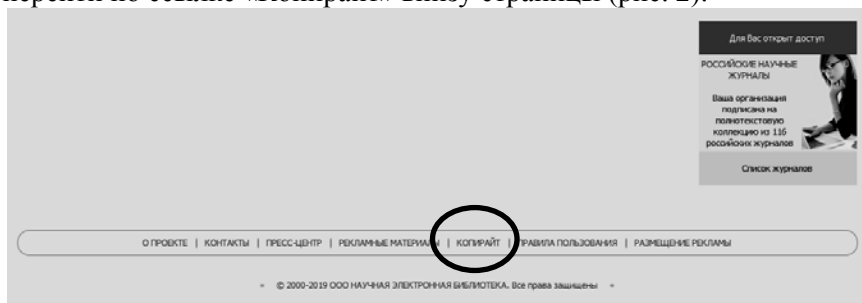 перейти по ссылке «Копирайт» внизу страницы (рис. 2).
Для Вас открыт доступ
РОССИЙСКИЕ НАУЧНЫЕ
ЖУРНАЛЫ
Ваша организация
подписана на
полнотекстовую
коллекцию из 116
российских журналов
Список журналов
О ПРОЕКТЕ | КОНТАКТЫ | ПРЕСС-ЦЕНТР | РЕКЛАМНЫЕ МАТЕРИАЛЫ | КОПИРАЙТ | ПРАВИЛА ПОЛЬЗОВАНИЯ | РАЗМЕЩЕНИЕ РЕКЛАМЫ
© 2000-2019 ООО НАУЧНАЯ ЭЛЕКТРОННАЯ БИБЛИОТЕКА. Все права защищены